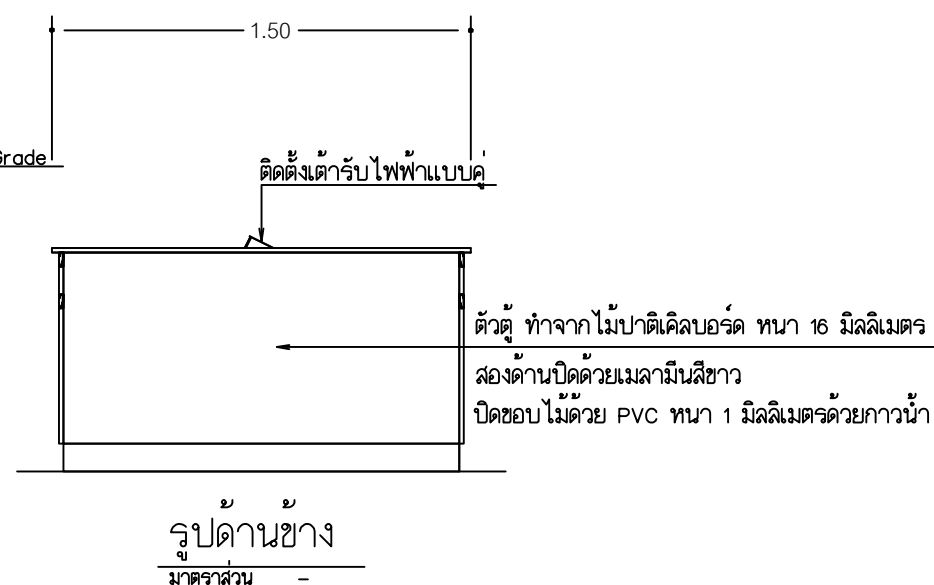 1.50
Grade
ติดตั้งเต้ารับไฟฟ้าแบบคู่
ตัวตู้ ทำจากไม้ปาติเคิลบอร์ด หนา 16 มิลลิเมตร
สองด้านปิดด้วยเมลามีนสีขาว
ปิดขอบไม้ด้วย PVC หนา 1 มิลลิเมตรด้วยกาวน้ำ
รูปด้านข้าง
มาตราส่วน -